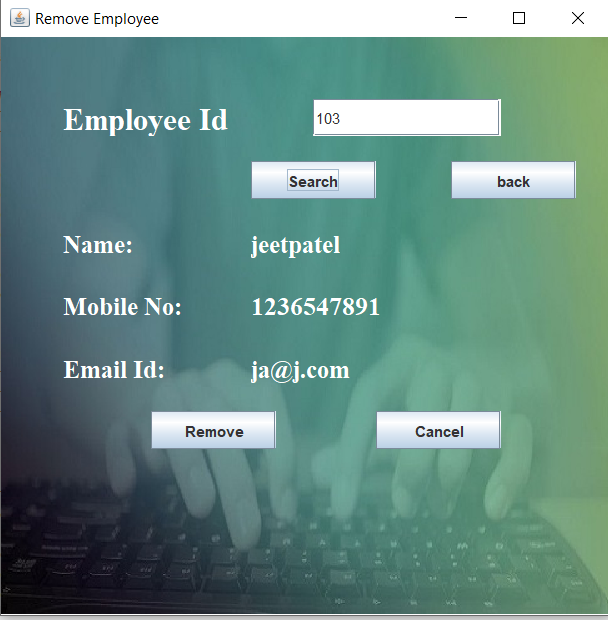 Remove Employee
Employee Id 103
Search back
Name: jeetpatel
Mobile No: 1236547891
Email Id: ja@j.com
Remove Cancel